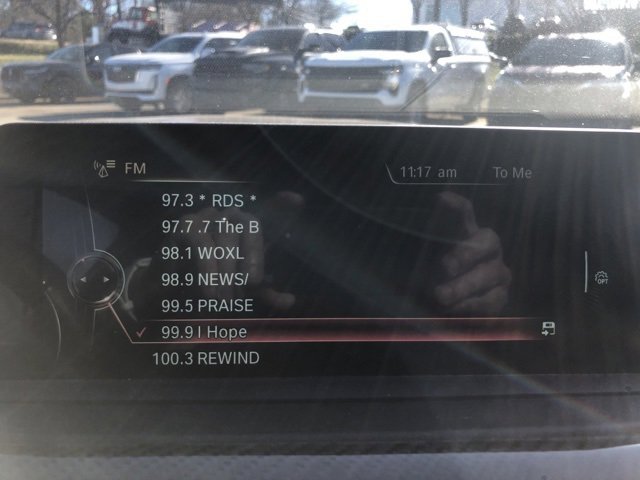 FM
11:17 am To Me
97.3 * RDS *
97.7 .7 The B
98.1 WOXL
98.9 NEWS/
99.5 PRAISE
99.9 I Hope
100.3 REWIND
OPT